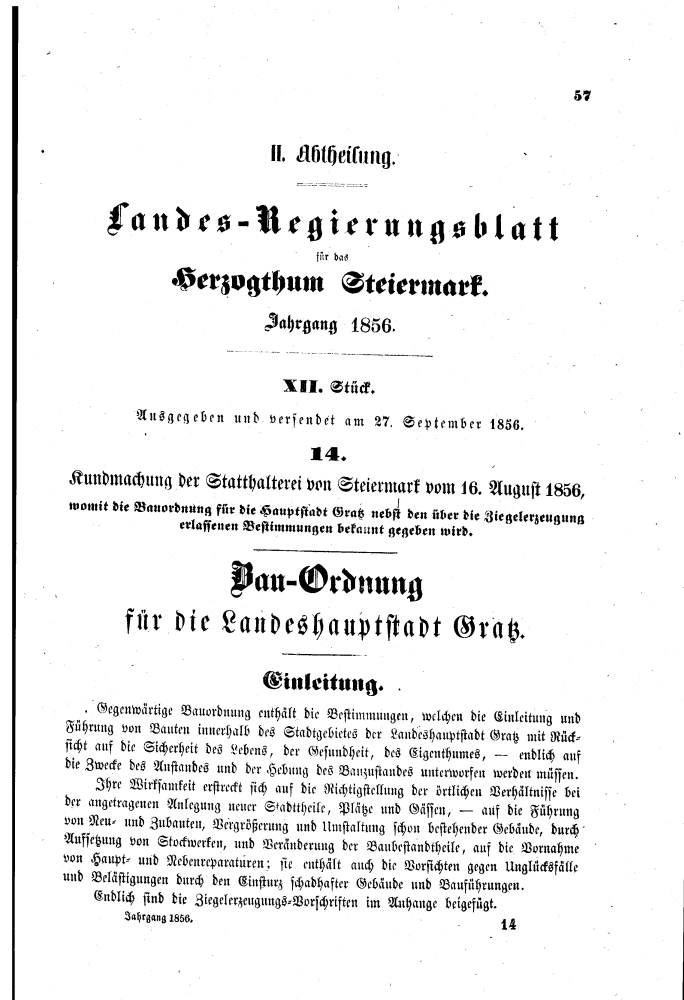 57
II. Abtheilung.
Landes-Regierungsblatt
für das
Herzogthum Steiermark.
Jahrgang 1856.
XII. Stück.
Ausgegeben und versendet am 27. September 1856.
14.
Kundmachung der Statthalterei von Steiermark vom 16. August 1856,
womit die Bauordnung für die Hauptstadt Gratz nebst den über die Ziegelerzeugung
erlassenen Bestimmungen bekannt gegeben wird.
Bau-Ordnung
für die Landeshauptstadt Gratz.
Einleitung.
Gegenwärtige Bauordnung enthält die Bestimmungen, welchen die Einleitung und
Führung von Bauten innerhalb des Stadtgebietes der Landeshauptstadt Gratz mit Rück-
sicht auf die Sicherheit des Lebens, der Gesundheit, des Eigenthumes, — endlich auf
die Zwecke des Anstandes und der Hebung des Bauzustandes unterworfen werden müssen.
Ihre Wirksamkeit erstreckt sich auf die Richtigstellung der örtlichen Verhältnisse bei
der angetragenen Anlegung neuer Stadttheile, Plätze und Gässen, — auf die Führung
von Neu- und Zubauten, Vergrößerung und Umstaltung schon bestehender Gebäude, durch
Aufsetzung von Stockwerken, und Veränderung der Baubestandtheile, auf die Vornahme
von Haupt- und Nebenreparaturen; sie enthält auch die Vorsichten gegen Unglücksfälle
und Belästigungen durch den Einsturz schadhafter Gebäude und Bauführungen.
Endlich sind die Ziegelerzeugungs-Vorschriften im Anhange beigefügt.
Jahrgang 1856.
14